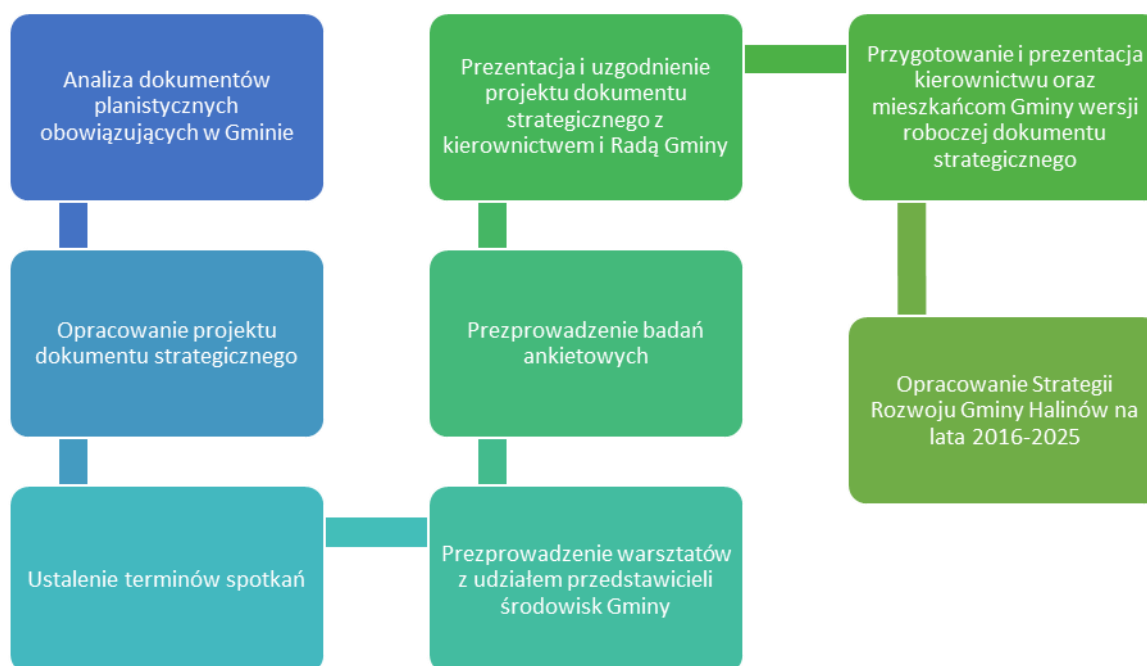 Analiza dokumentów
planistycznych
obowiązujących w Gminie
Opracowanie projektu
dokumentu strategicznego
Ustalenie terminów spotkań
Prezprowadzenie warsztatów
z udziałem przedstawicieli
środowisk Gminy
Prezprowadzenie badań
ankietowych
Prezentacja i uzgodnienie
projektu dokumentu
strategicznego z
kierownictwem i Radą Gminy
Przygotowanie i prezentacja
kierownictwu oraz
mieszkańcom Gminy wersji
roboczej dokumentu
strategicznego
Opracowanie Strategii
Rozwoju Gminy Halinów na
lata 2016-2025